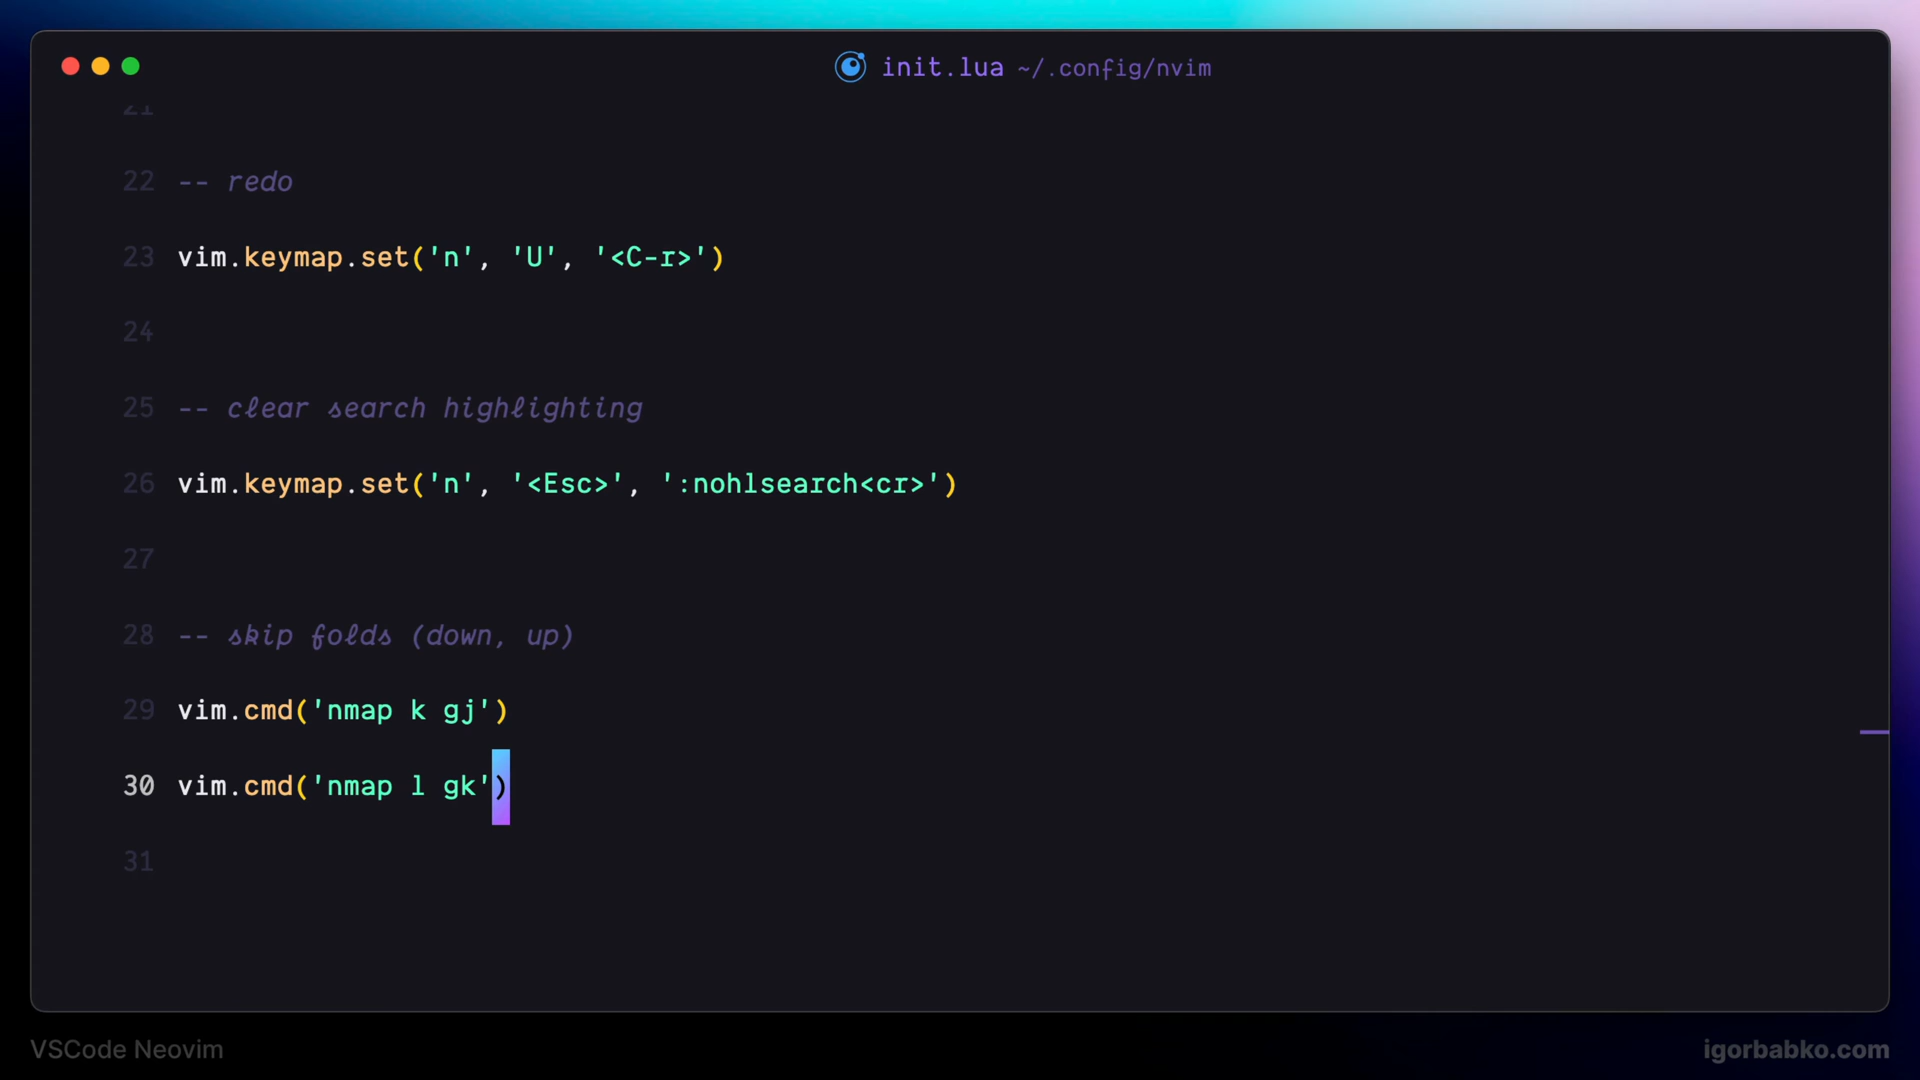 init.lua ~/.config/nvim
21
22 -- redo
23 vim.keymap.set('n', 'U', '<C-r>')
24
25 -- clear search highlighting
26 vim.keymap.set('n', '<Esc>', ':nohlsearch<cr>')
27
28 -- skip folds (down, up)
29 vim.cmd('nmap k gj')
30 vim.cmd('nmap l gk')
31
VSCode Neovim
igorbabko.com